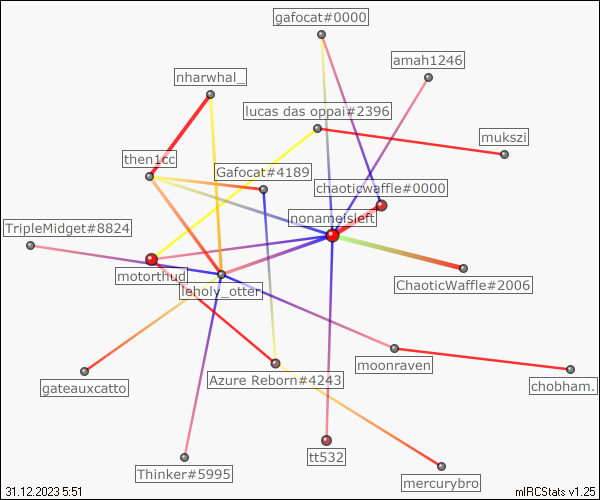 gafocat#0000
amah1246
nharwhal_
lucas das oppai#2396
mukszi
then1cc
Gafocat#4189
chaoticwaffle#0000
nonameisleft
TripleMidget#8824
motorthud
leholy_otter
ChaoticWaffle#2006
moonraven
Azure Reborn#4243
gateauxcatto
chobham.
tt532
Thinker#5995
mercurybro
31.12.2023 5:51
mIRCStats v1.25